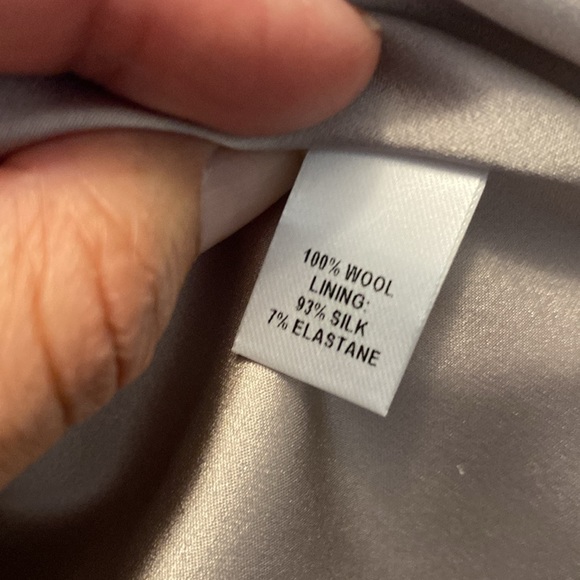 100% WOOL
LINING:
93% SILK
7% ELASTANE